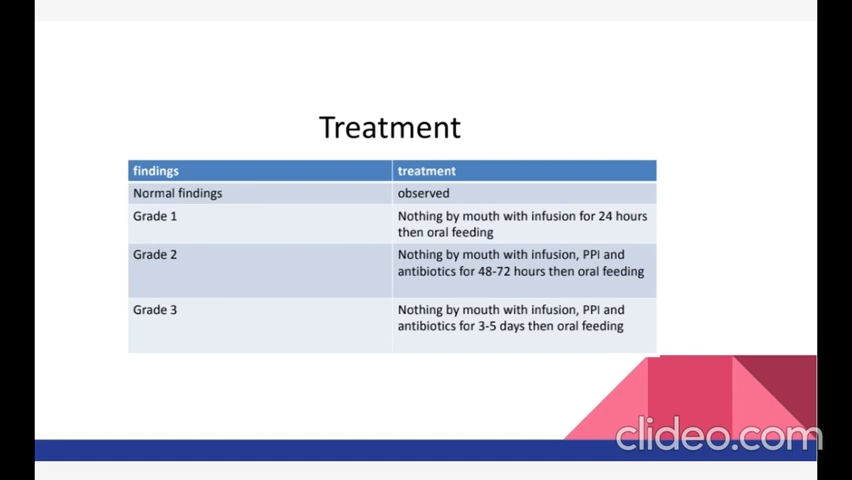 Treatment
findings
treatment
Normal findings
observed
Grade 1
Nothing by mouth with infusion for 24 hours
then oral feeding
Grade 2
Nothing by mouth with infusion, PPI and
antibiotics for 48-72 hours then oral feeding
Grade 3
Nothing by mouth with infusion, PPI and
antibiotics for 3-5 days then oral feeding
clideo.com